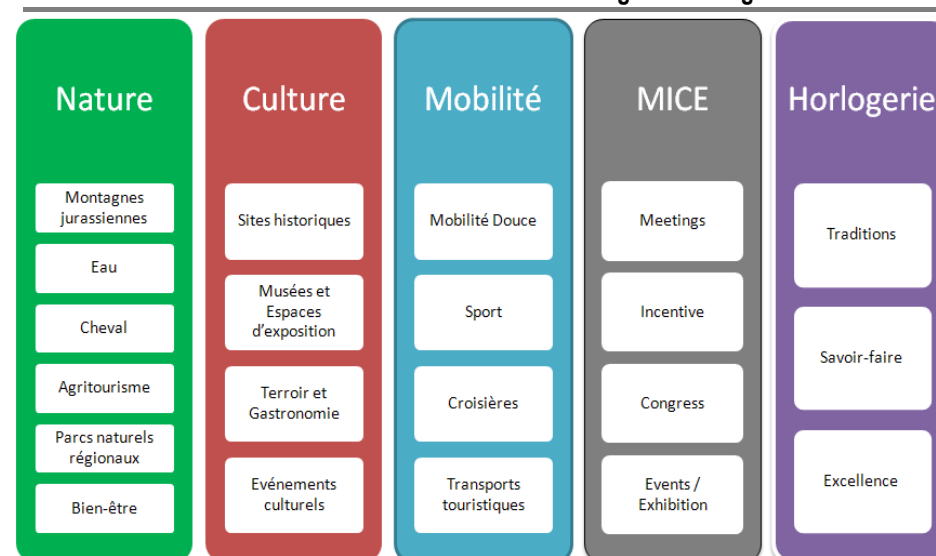 Nature
Montagnes
jurassiennes
Eau
Cheval
Agritourisme
Parcs naturels
régionaux
Bien-être
Culture
Sites historiques
Musées et
Espaces
d'exposition
Terroir et
Gastronomie
Evénements
culturels
Mobilité
Mobilité Douce
Sport
Croisières
Transports
touristiques
MICE
Meetings
Incentive
Congress
Events /
Exhibition
Horlogerie
Traditions
Savoir-faire
Excellence